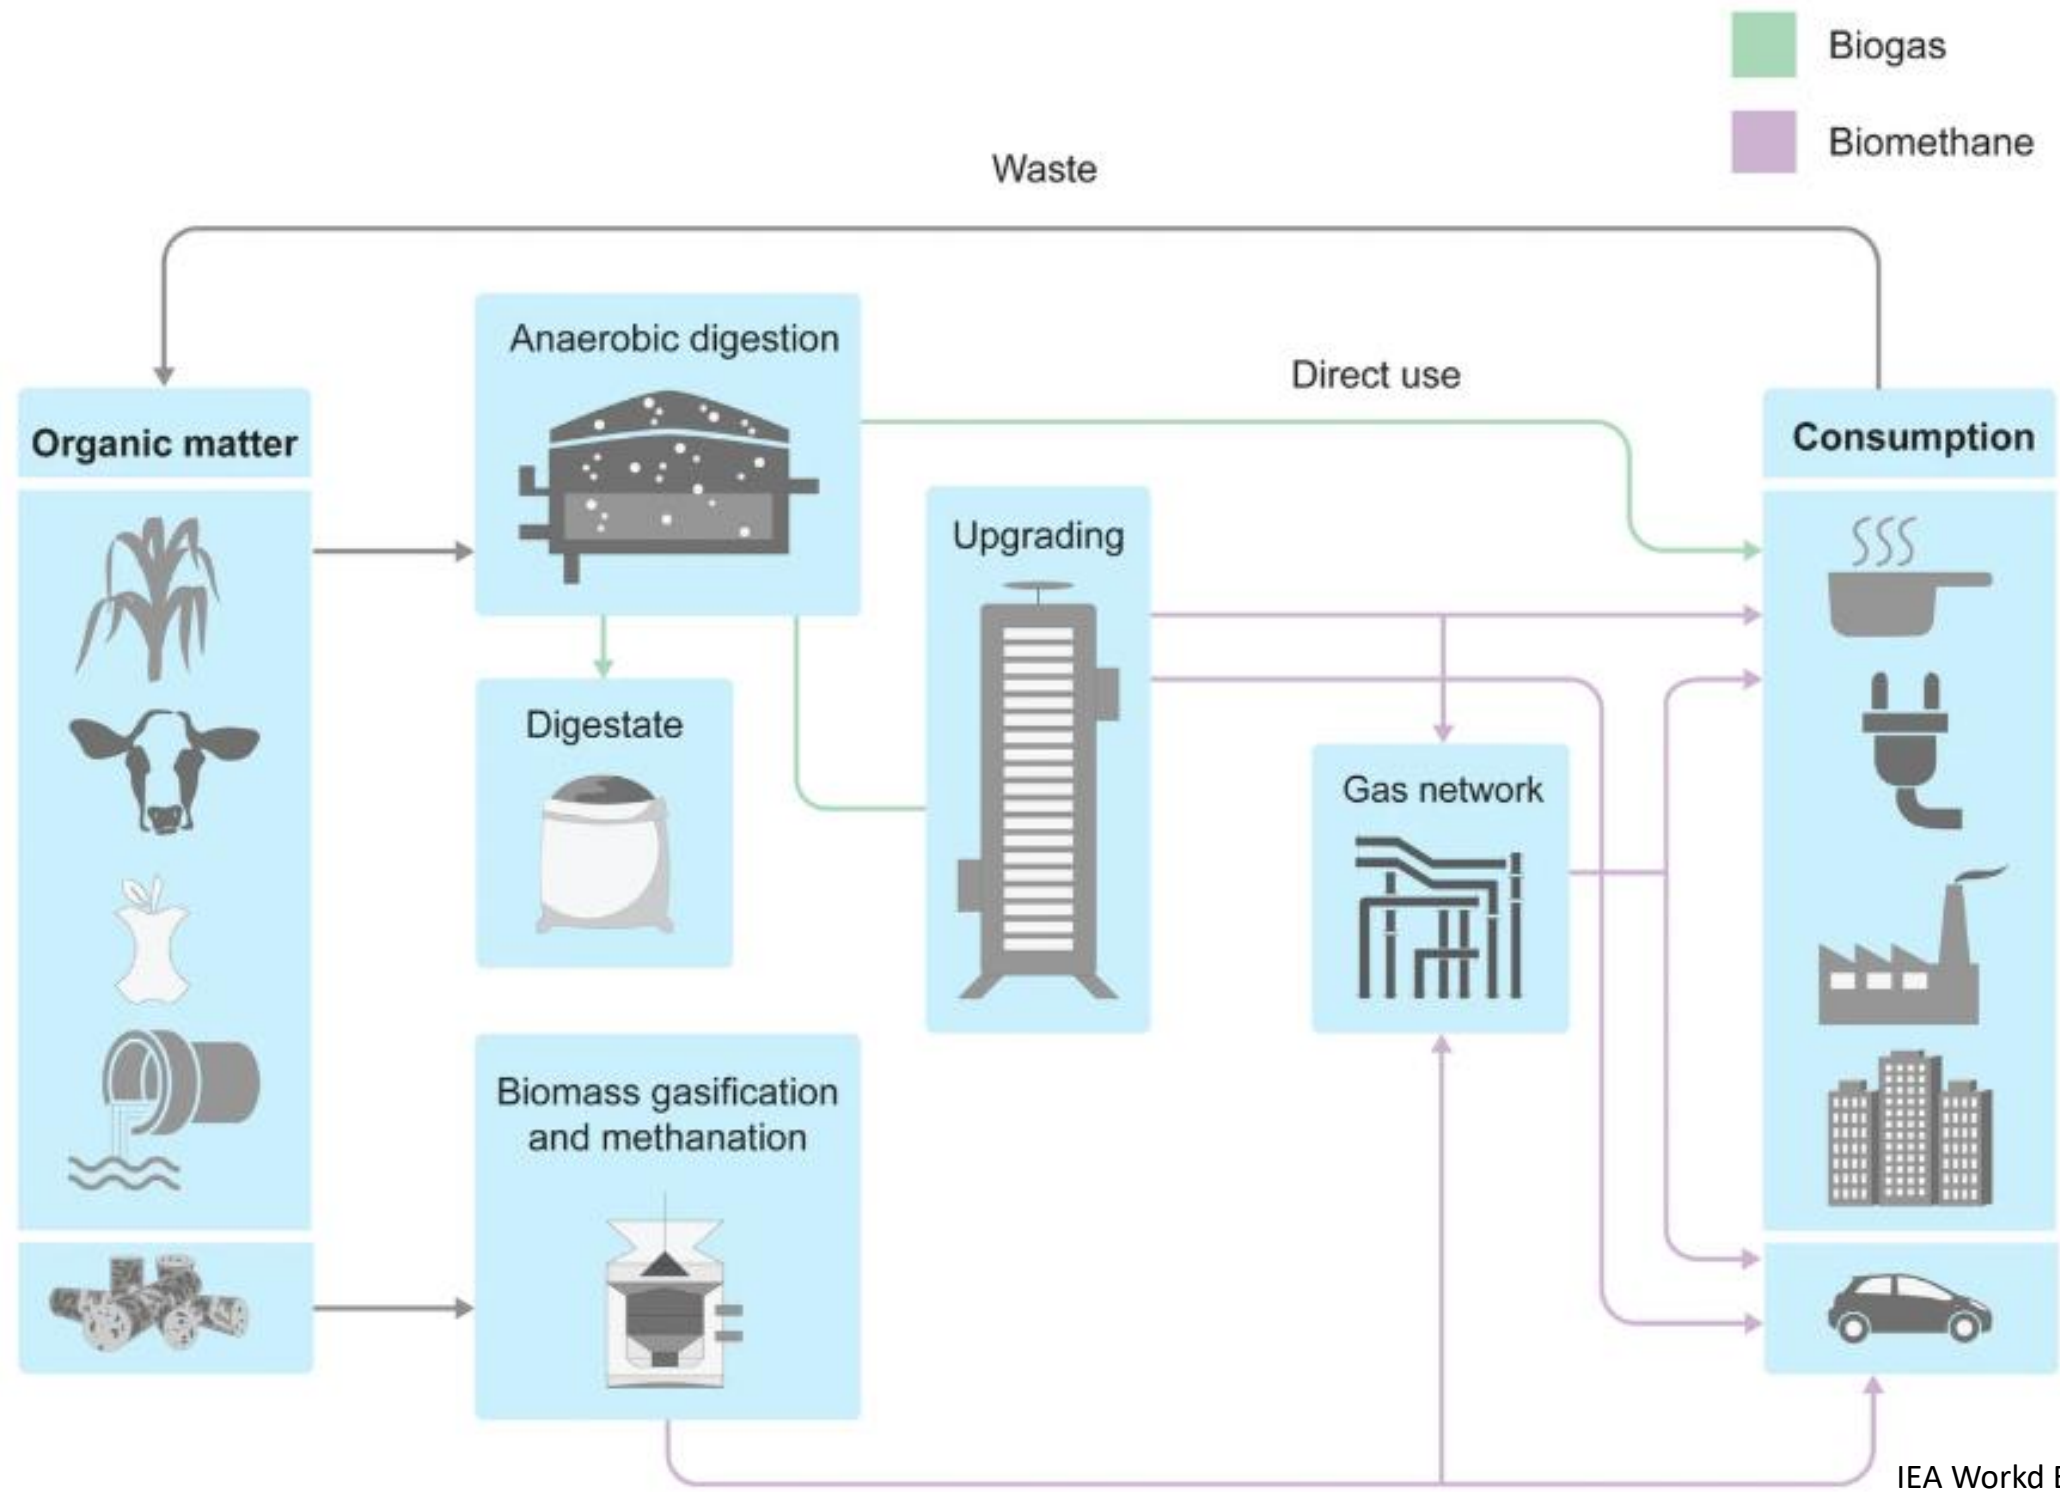 Biogas
Biomethane
Waste
Anaerobic digestion
Direct use
Organic matter
Consumption
Upgrading
Digestate
Gas network
Biomass gasification
and methanation
IEA Workd